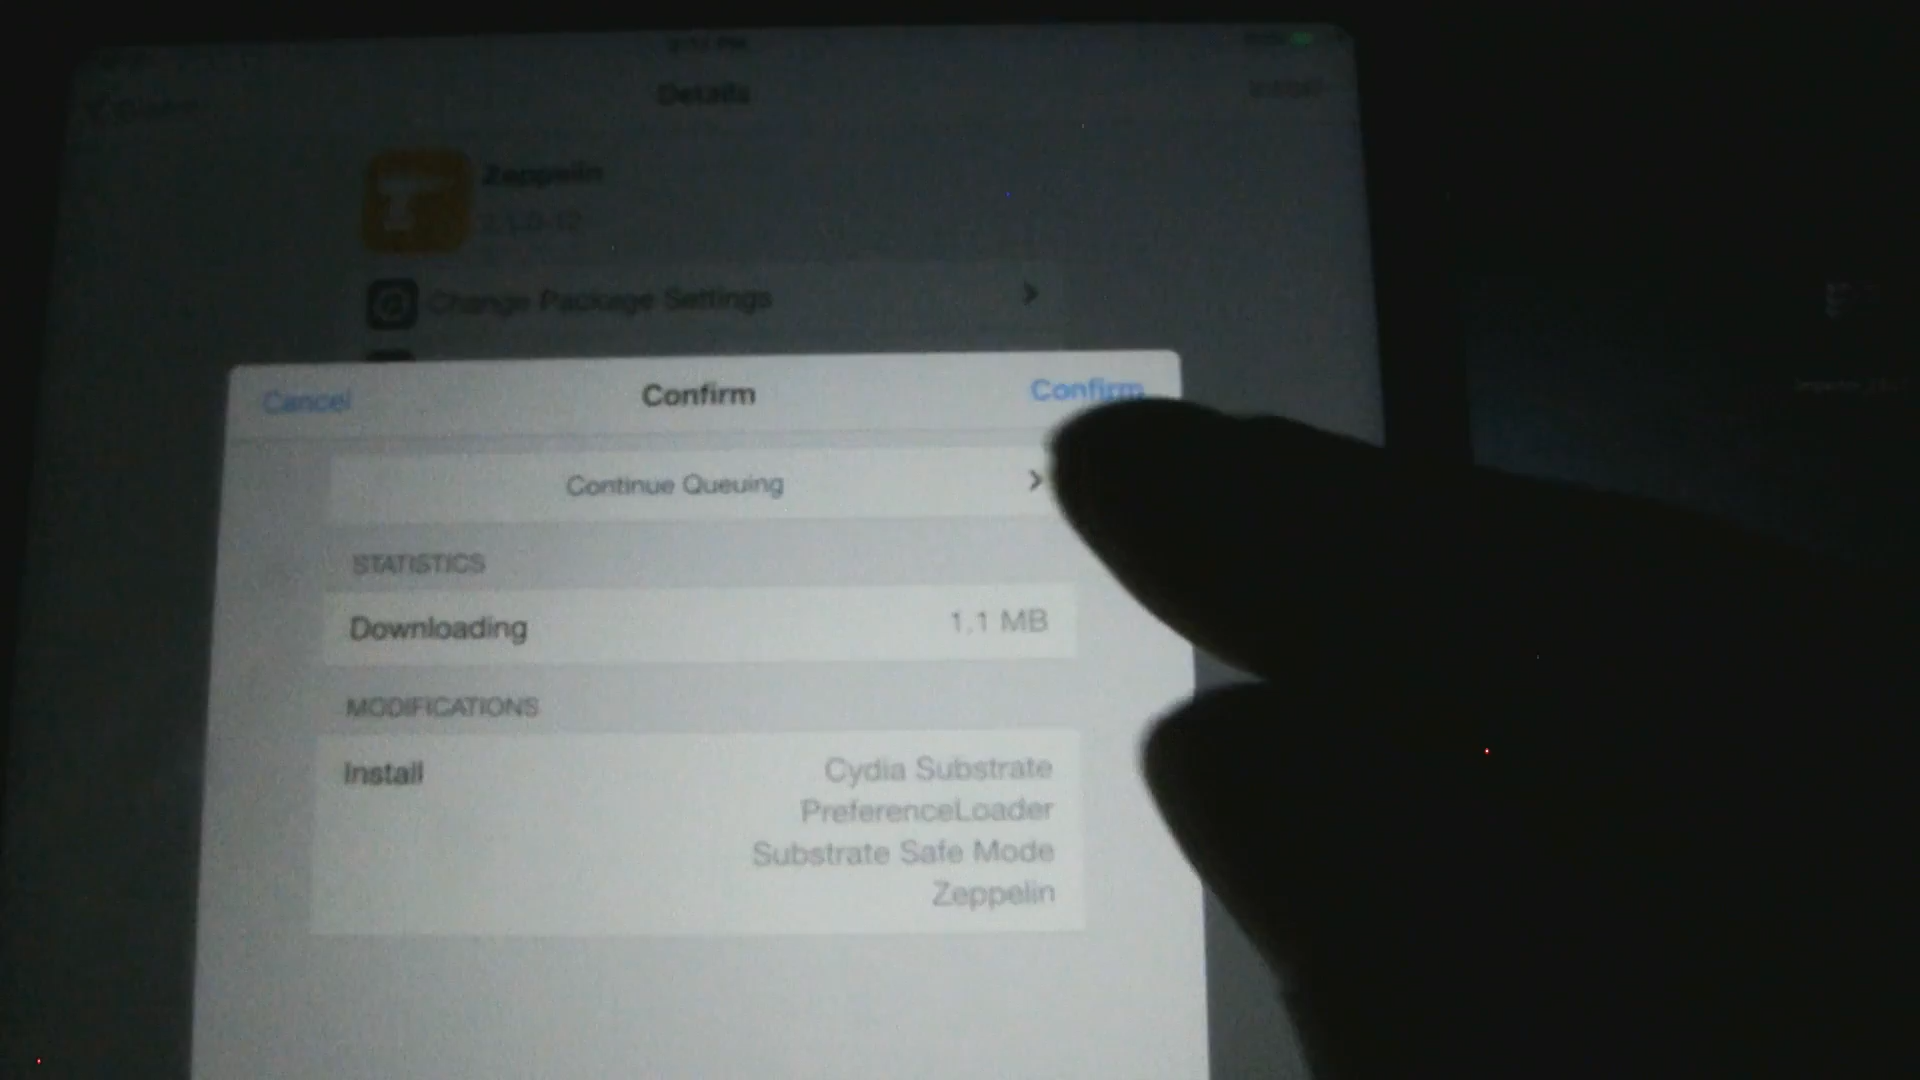 Details
Zeppelin
Change Package Settings
Cancel
Confirm
Confirm
Continue Queuing
STATISTICS
Downloading
1.1 MB
MODIFICATIONS
Install
Cydia Substrate
PreferenceLoader
Substrate Safe Mode
Zeppelin